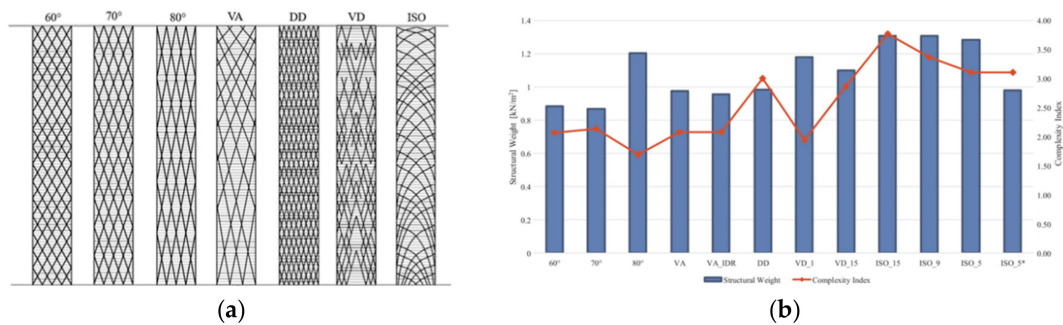 60° 70° 80° VA DD VD ISO
(a)
1.4 4.00
1.2 3.50
1 3.00
0.8 2.50
0.6 2.00
0.4 1.50
0.2 1.00
0 0.50
0.00
Structural Weight [kN/m²]
Complexity Index
60° 70° 80° VA VA_IDR DD VD_1 VD_15 ISO_15 ISO_9 ISO_5 ISO_5*
Structural Weight Complexity Index
(b)